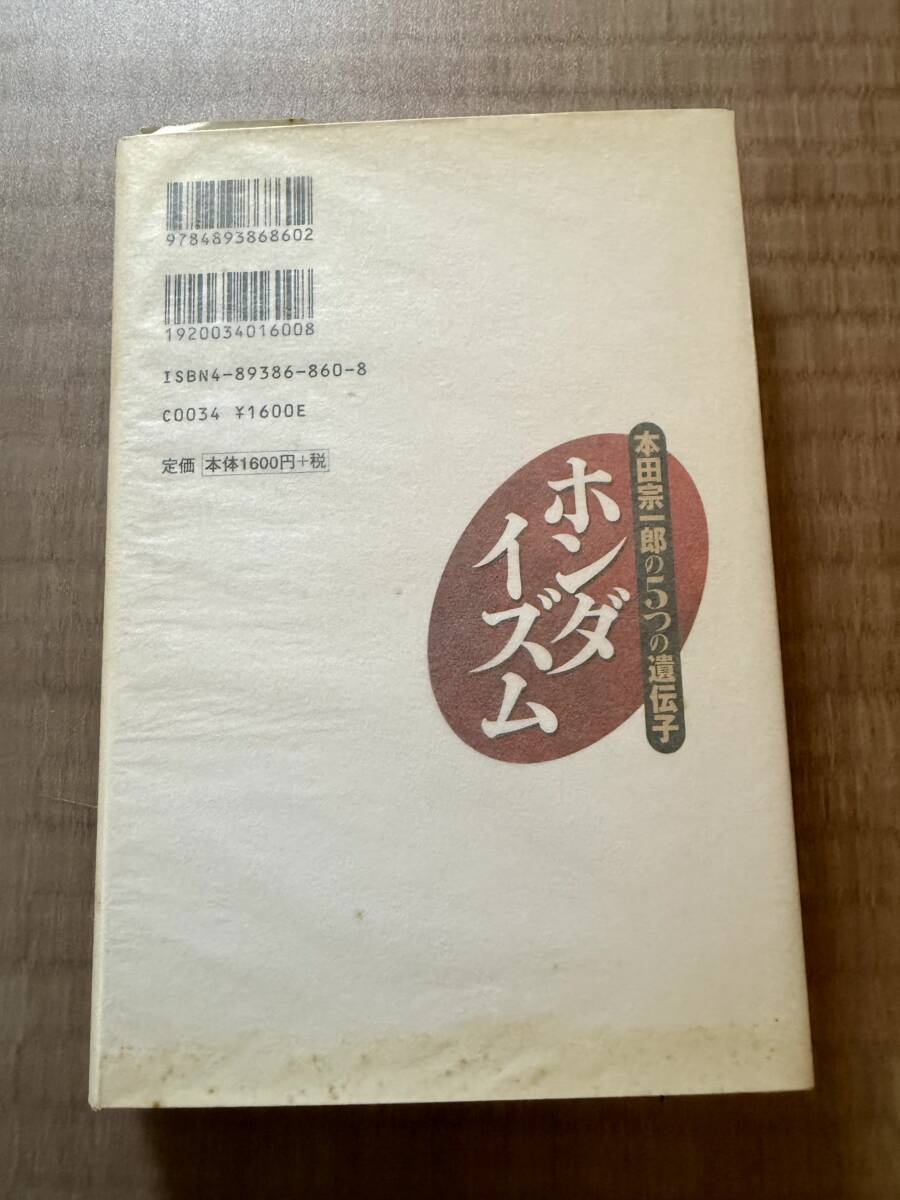 9784893868602
1920034016008
ISBN4-89386-860-8
C0034 ¥1600E
定価 本体1600円+税
本田宗一郎の5つの遺伝子
ホンダ
イズム